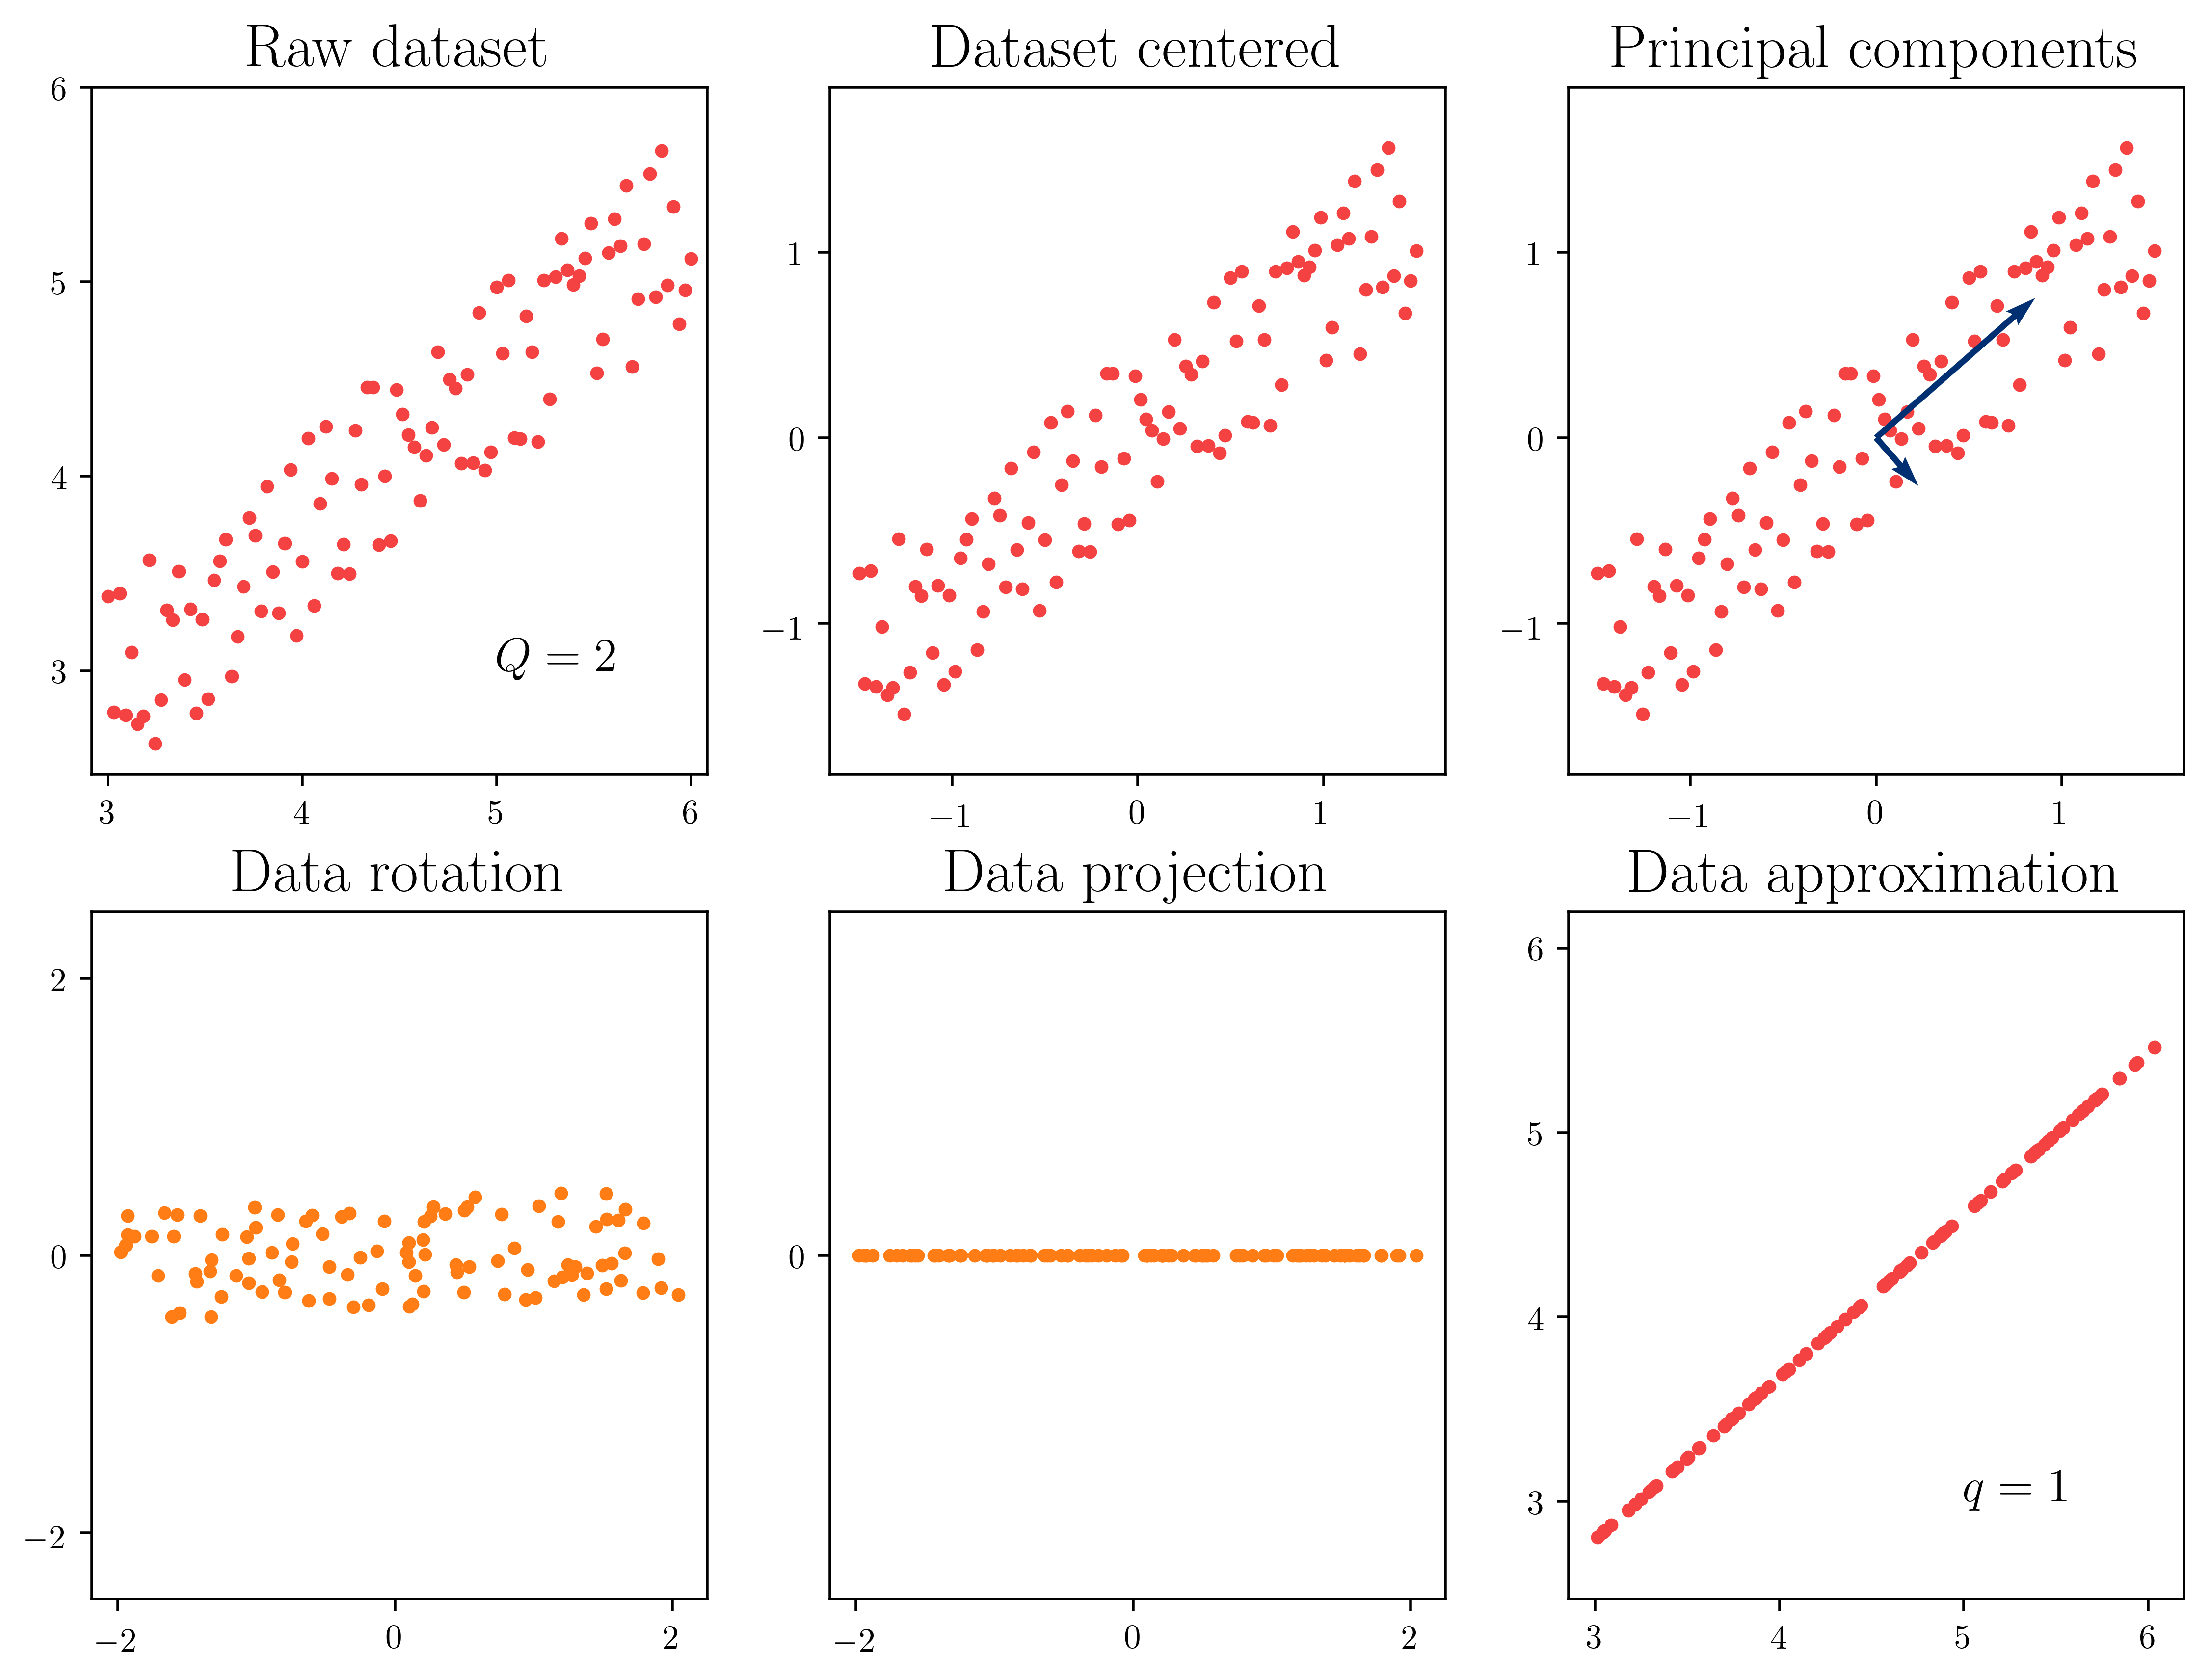 Raw dataset
6
5
4
3
3 4 5 6
Q = 2
Dataset centered
1
0
−1
−1 0 1
Principal components
1
0
−1
−1 0 1
Data rotation
2
0
−2
−2 0 2
Data projection
0
−2 0 2
Data approximation
6
5
4
3
3 4 5 6
q = 1